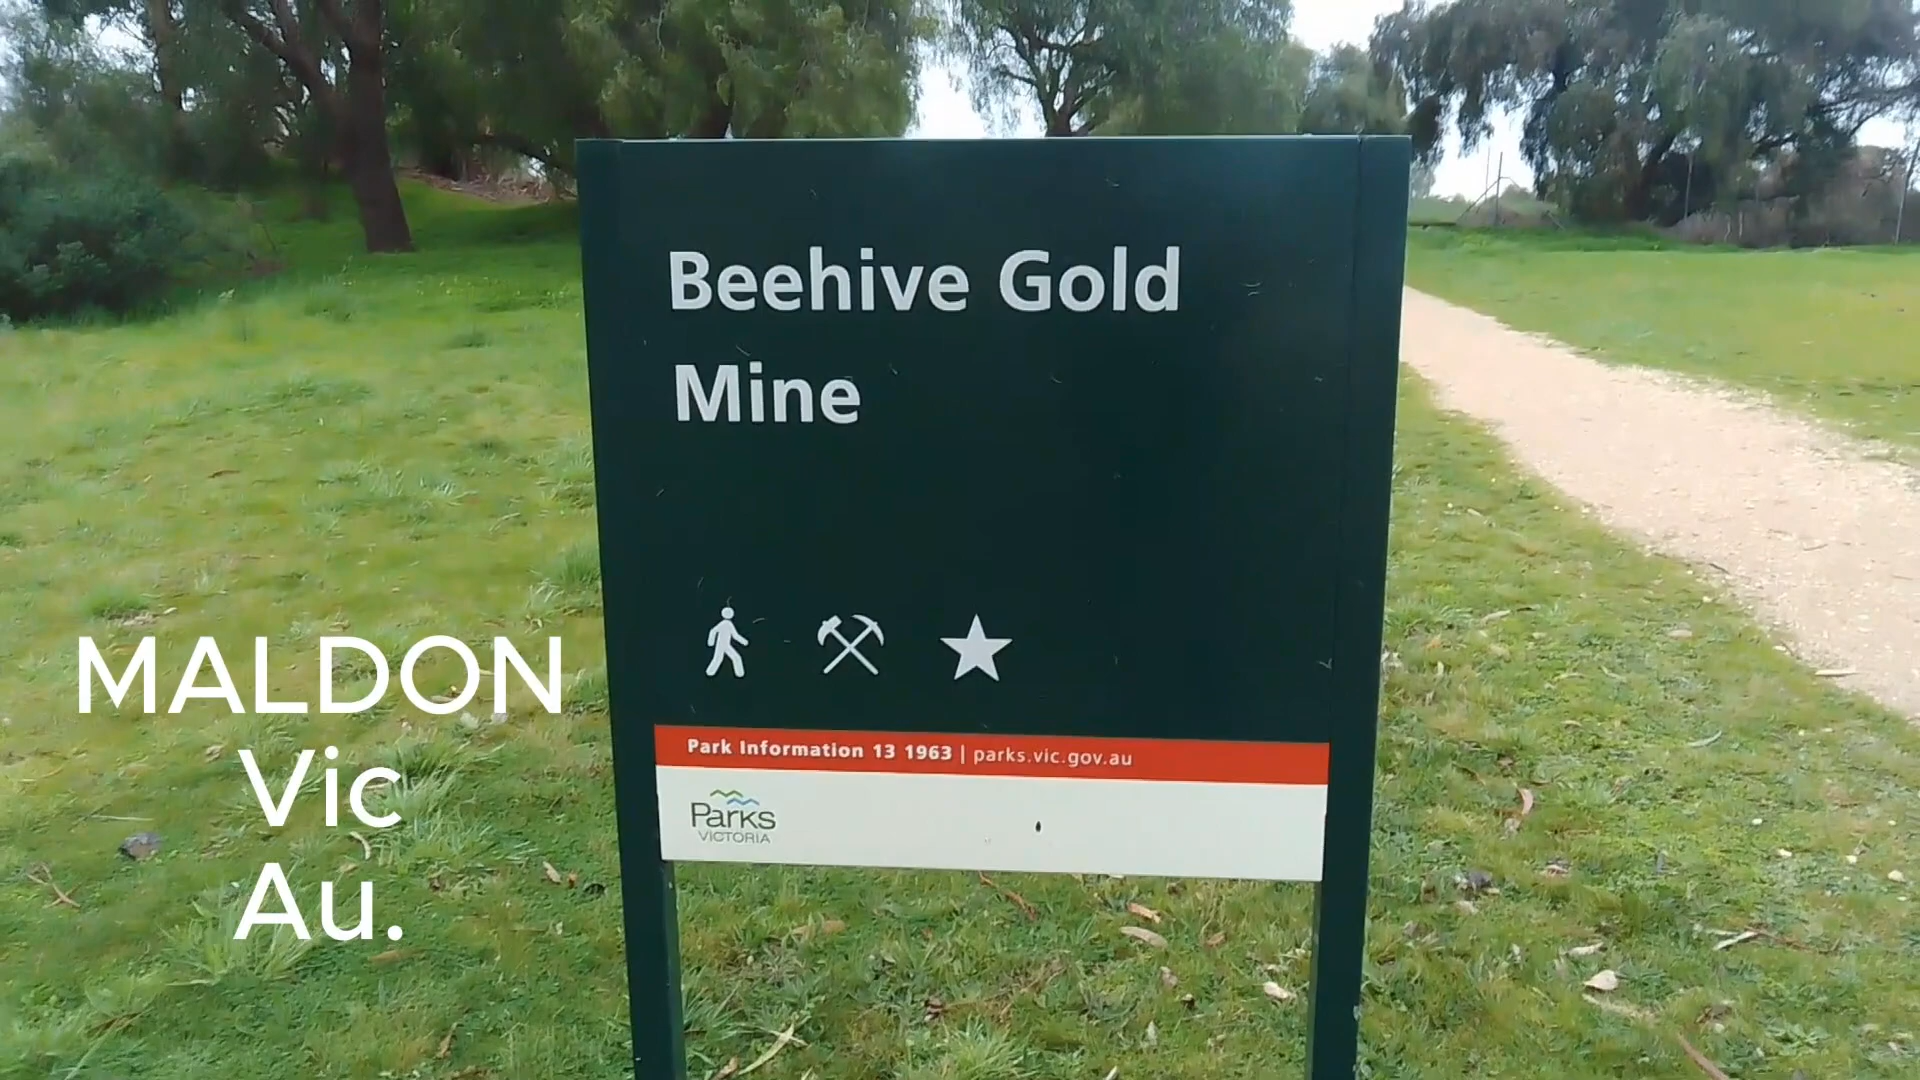 Beehive Gold
Mine
Park Information 13 1963 | parks.vic.gov.au
Parks
VICTORIA
MALDON
Vic
Au.